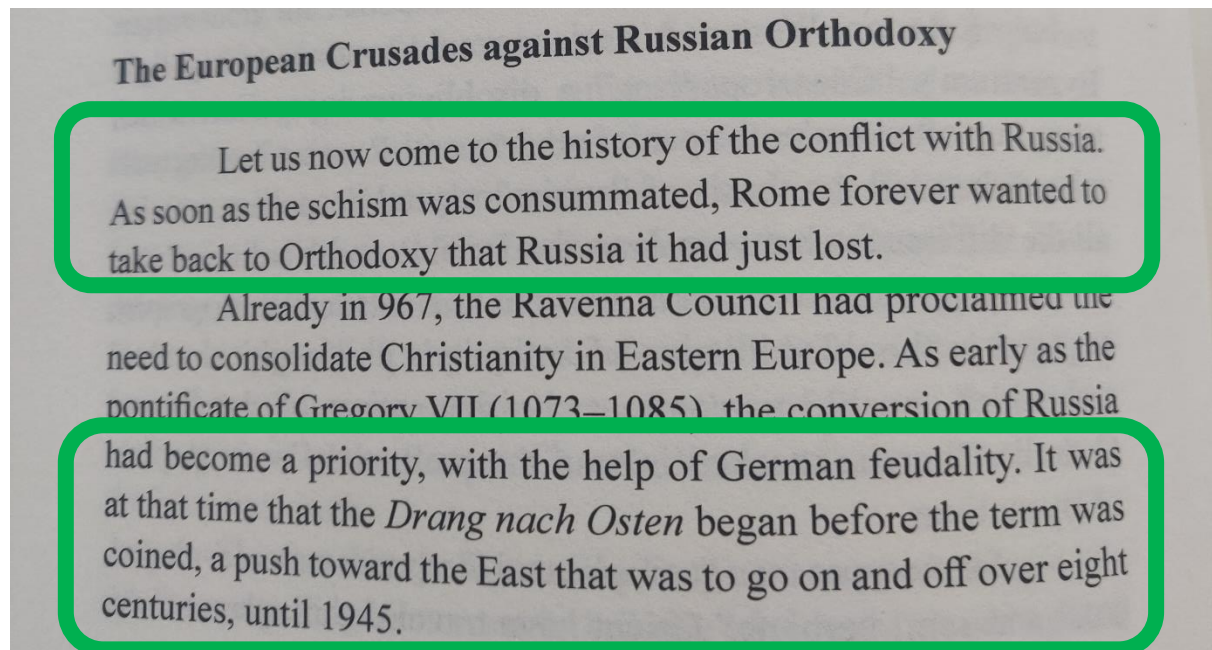 The European Crusades against Russian Orthodoxy
Let us now come to the history of the conflict with Russia.
As soon as the schism was consummated, Rome forever wanted to
take back to Orthodoxy that Russia it had just lost.
Already in 967, the Ravenna Council had proclaimed the
need to consolidate Christianity in Eastern Europe. As early as the
pontificate of Gregory VII (1073–1085), the conversion of Russia
had become a priority, with the help of German feudality. It was
at that time that the Drang nach Osten began before the term was
coined, a push toward the East that was to go on and off over eight
centuries, until 1945.